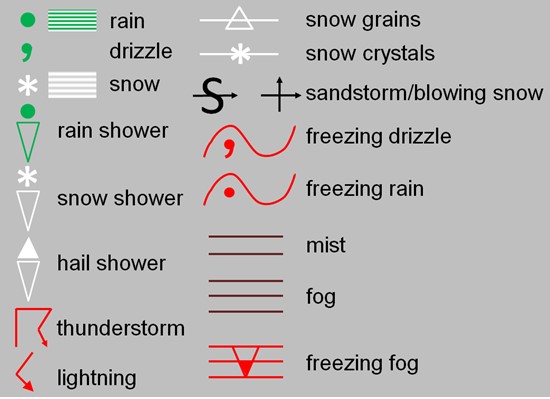 rain
drizzle
snow
rain shower
snow shower
hail shower
thunderstorm
lightning
snow grains
snow crystals
sandstorm/blowing snow
freezing drizzle
freezing rain
mist
fog
freezing fog